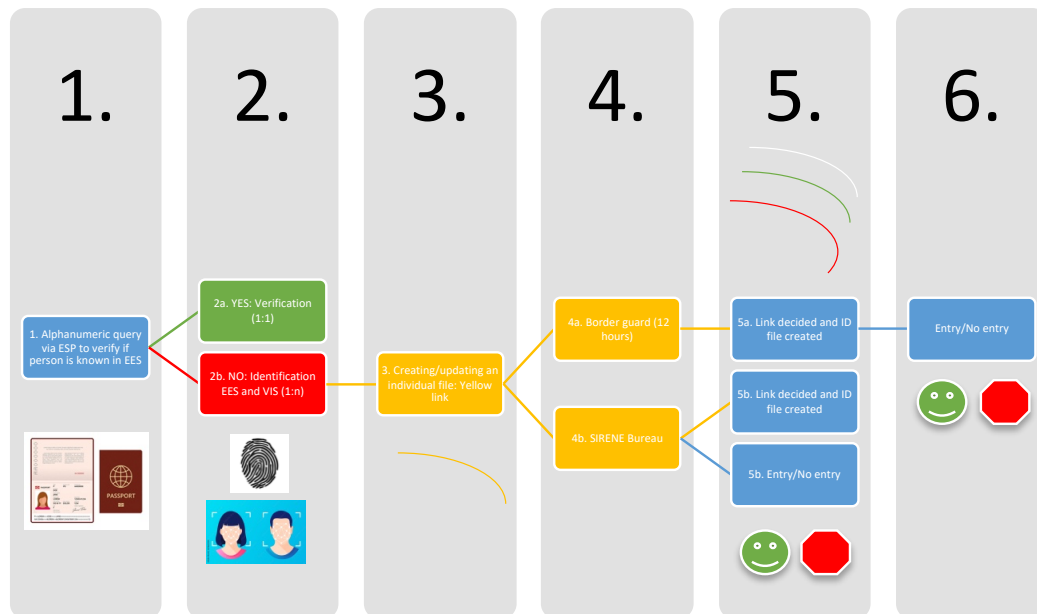 1.
2.
3.
4.
5.
6.
1. Alphanumeric query
via ESP to verify if
person is known in EES
PASSPORT
2a. YES: Verification
(1:1)
2b. NO: Identification
EES and VIS (1:n)
3. Creating/updating an
individual file: Yellow
link
4a. Border guard (12
hours)
4b. SIRENE Bureau
5a. Link decided and ID
file created
5b. Link decided and ID
file created
5b. Entry/No entry
Entry/No entry